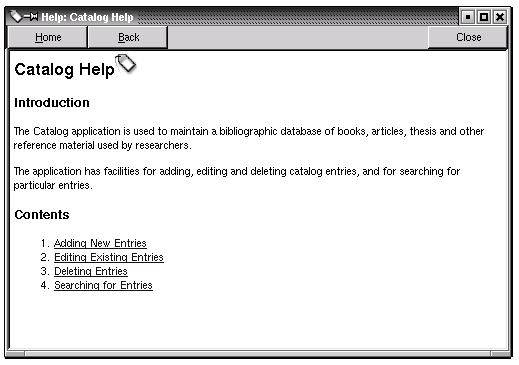 Help: Catalog Help
Home Back Close
Catalog Help
Introduction
The Catalog application is used to maintain a bibliographic database of books, articles, thesis and other
reference material used by researchers.
The application has facilities for adding, editing and deleting catalog entries, and for searching for
particular entries.
Contents
1. Adding New Entries
2. Editing Existing Entries
3. Deleting Entries
4. Searching for Entries